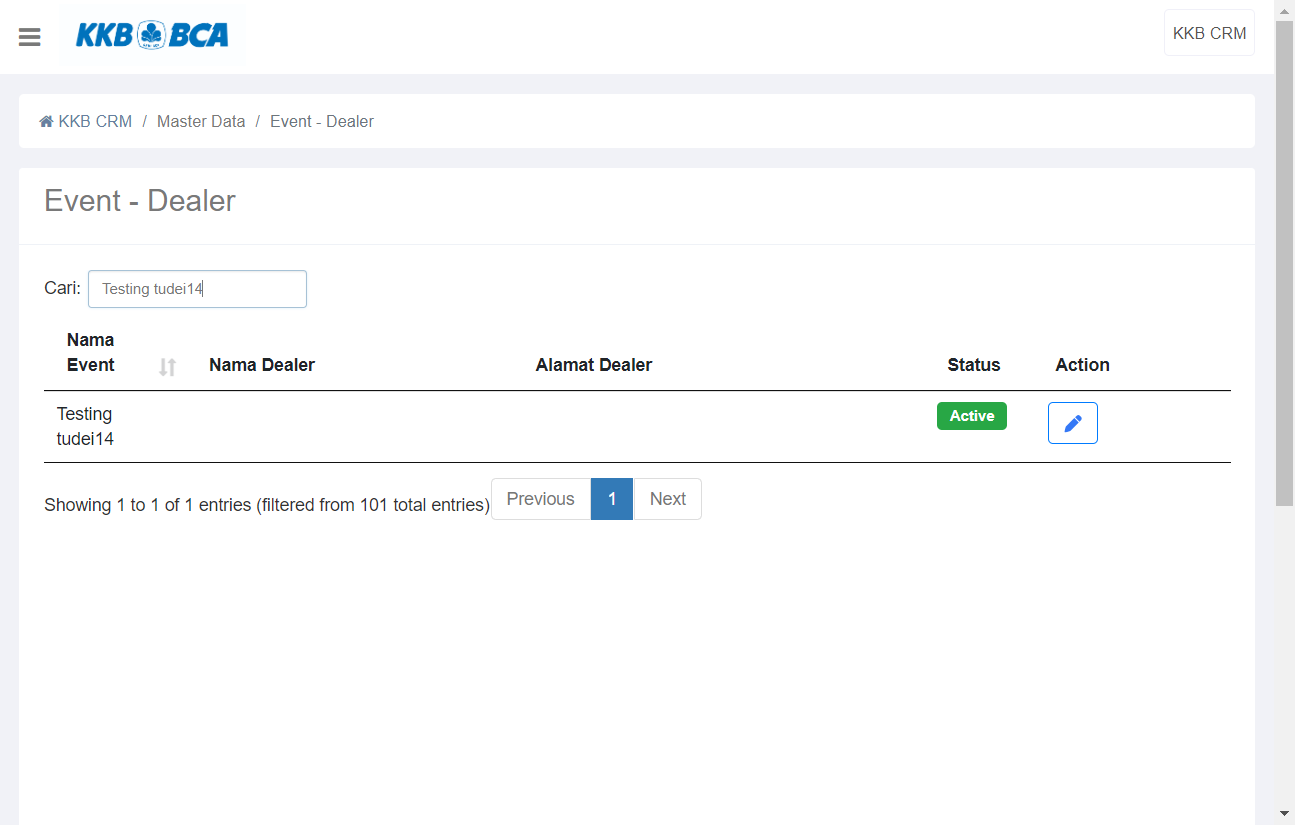 KKB BCA
KKB CRM
KKB CRM / Master Data / Event - Dealer
Event - Dealer
Cari: Testing tudei14
Nama Event Nama Dealer Alamat Dealer Status Action
Testing tudei14 Active
Showing 1 to 1 of 1 entries (filtered from 101 total entries) Previous 1 Next